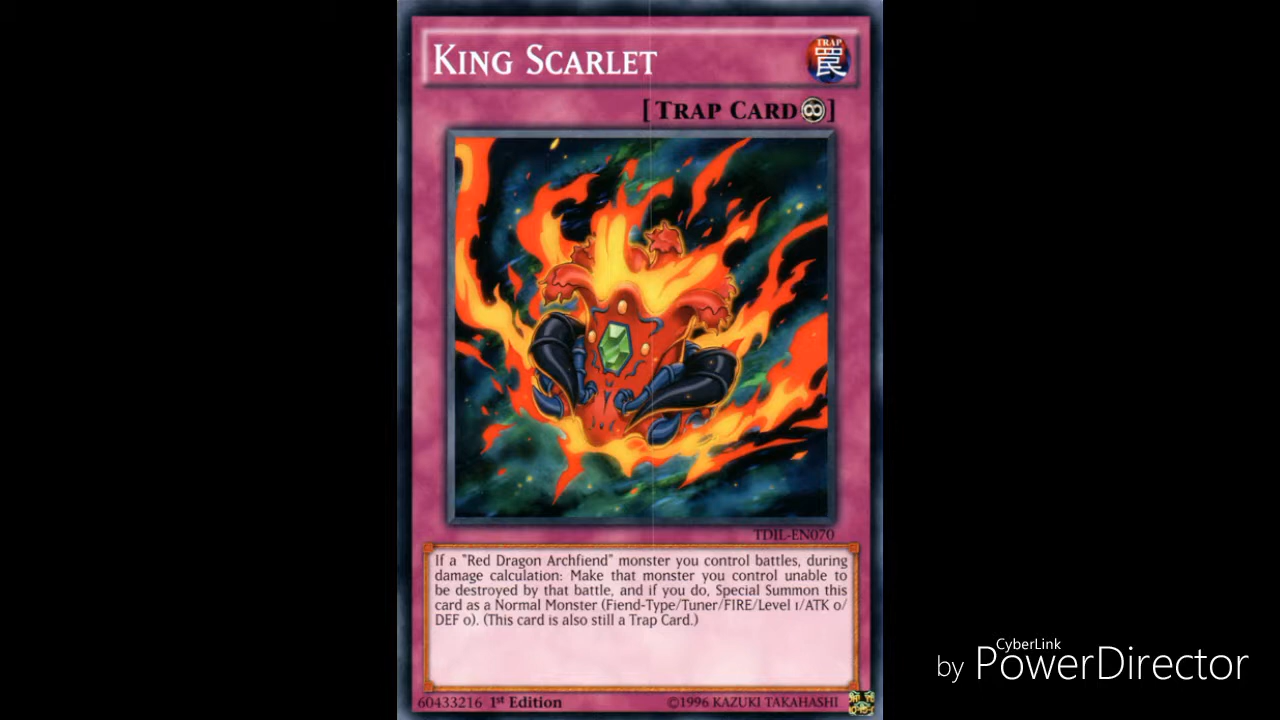 King Scarlet
TRAP
罠
[Trap Card]
TDIL-EN070
If a "Red Dragon Archfiend" monster you control battles, during
damage calculation: Make that monster you control unable to
be destroyed by that battle, and if you do, Special Summon this
card as a Normal Monster (Fiend-Type/Tuner/FIRE/Level 1/ATK 0/
DEF 0). (This card is also still a Trap Card.)
60433216 1st Edition ©1996 KAZUKI TAKAHASHI
CyberLink
by PowerDirector